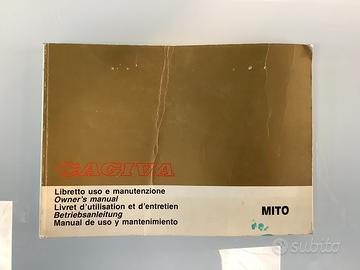 CAGIVA
Libretto uso e manutenzione
Owner's manual
Livret d'utilisation et d'entretien
Betriebsanleitung
Manual de uso y mantenimiento
MITO
subito